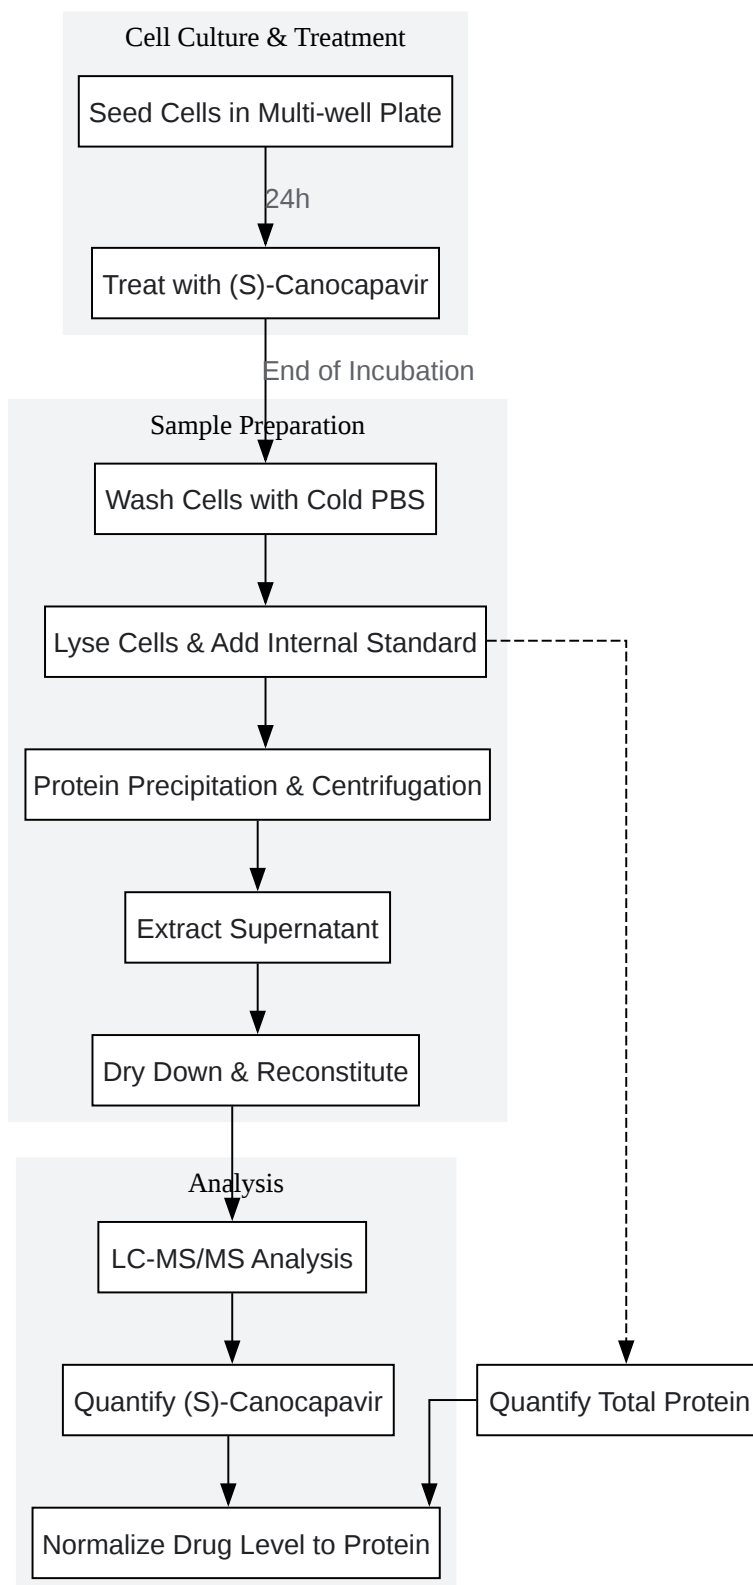 Cell Culture & Treatment
Seed Cells in Multi-well Plate
24h
Treat with (S)-Canocapavir
End of Incubation
Sample Preparation
Wash Cells with Cold PBS
Lyse Cells & Add Internal Standard
Protein Precipitation & Centrifugation
Extract Supernatant
Dry Down & Reconstitute
Analysis
LC-MS/MS Analysis
Quantify (S)-Canocapavir
Quantify Total Protein
Normalize Drug Level to Protein